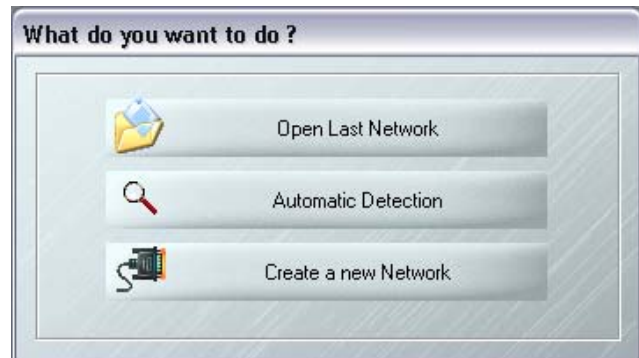 What do you want to do ?
Open Last Network
Automatic Detection
Create a new Network